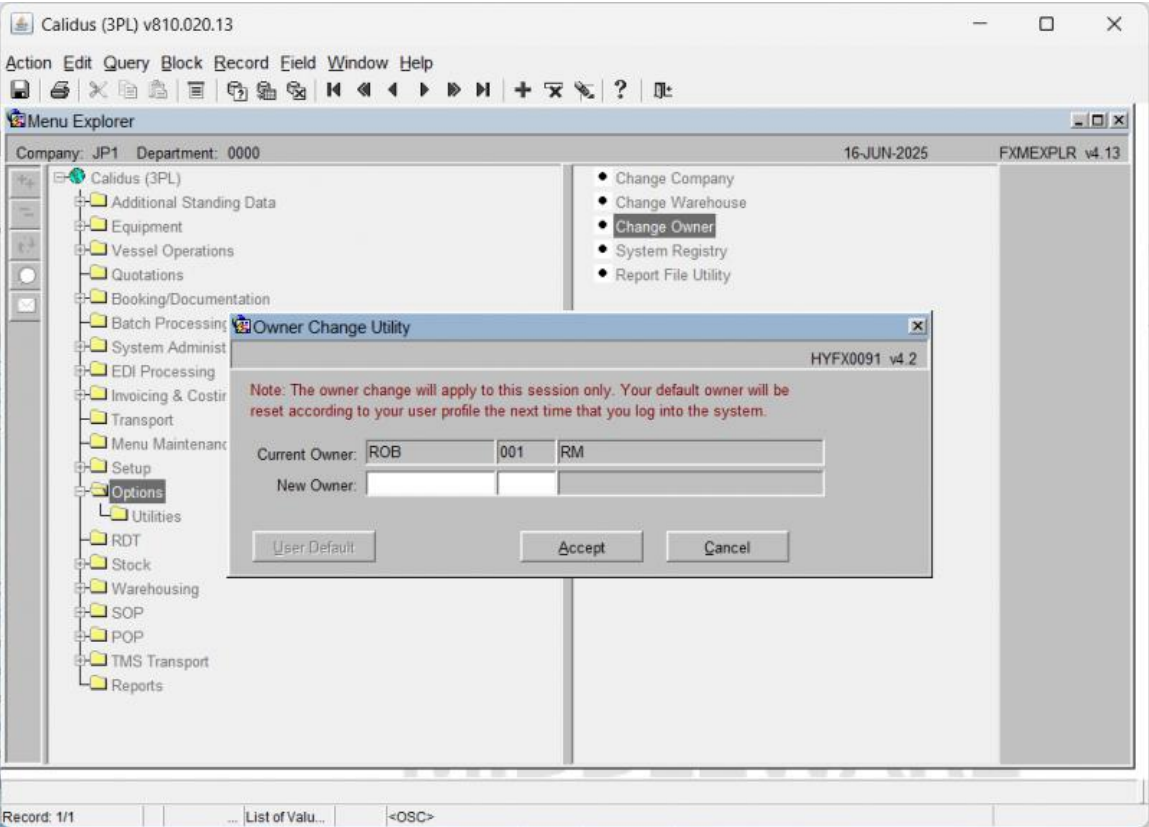 Calidus (3PL) v810.020.13
Action Edit Query Block Record Field Window Help
Menu Explorer
Company: JP1 Department: 0000 16-JUN-2025 FXMEXPLR v4.13
Calidus (3PL)
Additional Standing Data
Equipment
Vessel Operations
Quotations
Booking/Documentation
Batch Processing
System Administ
EDI Processing
Invoicing & Costin
Transport
Menu Maintenanc
Setup
Options
Utilities
RDT
Stock
Warehousing
SOP
POP
TMS Transport
Reports
Change Company
Change Warehouse
Change Owner
System Registry
Report File Utility
Owner Change Utility
HYFX0091 v4.2
Note: The owner change will apply to this session only. Your default owner will be
reset according to your user profile the next time that you log into the system.
Current Owner: ROB 001 RM
New Owner:
User Default Accept Cancel
Record: 1/1 ... List of Valu... <OSC>